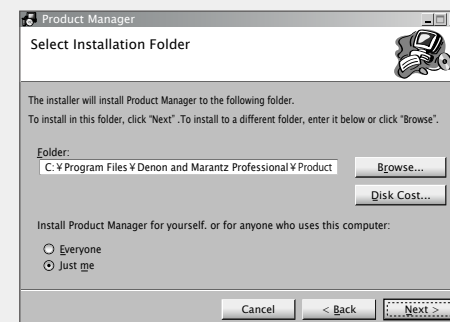 Product Manager
Select Installation Folder
The installer will install Product Manager to the following folder.
To install in this folder, click "Next" .To install to a different folder, enter it below or click "Browse".
Folder:
C:¥Program Files¥Denon and Marantz Professional¥Product
Browse...
Disk Cost...
Install Product Manager for yourself. or for anyone who uses this computer:
Everyone
Just me
Cancel
< Back
Next >